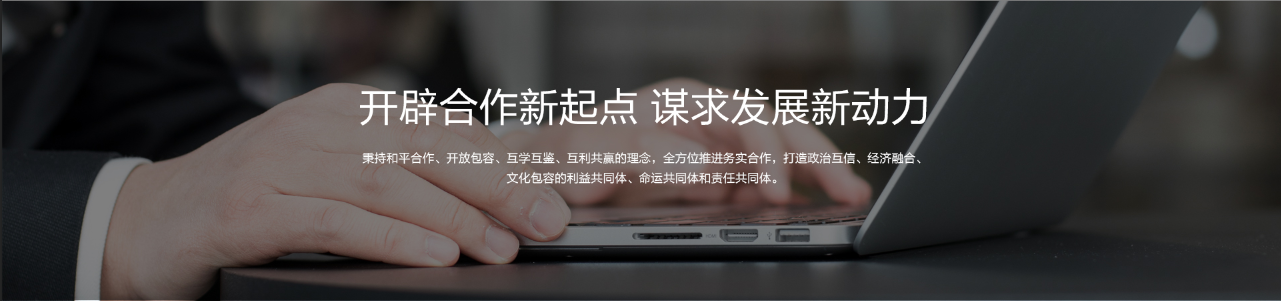 开辟合作新起点 谋求发展新动力
秉持和平合作、开放包容、互学互鉴、互利共赢的理念，全方位推进务实合作，打造政治互信、经济融合、
文化包容的利益共同体、命运共同体和责任共同体。